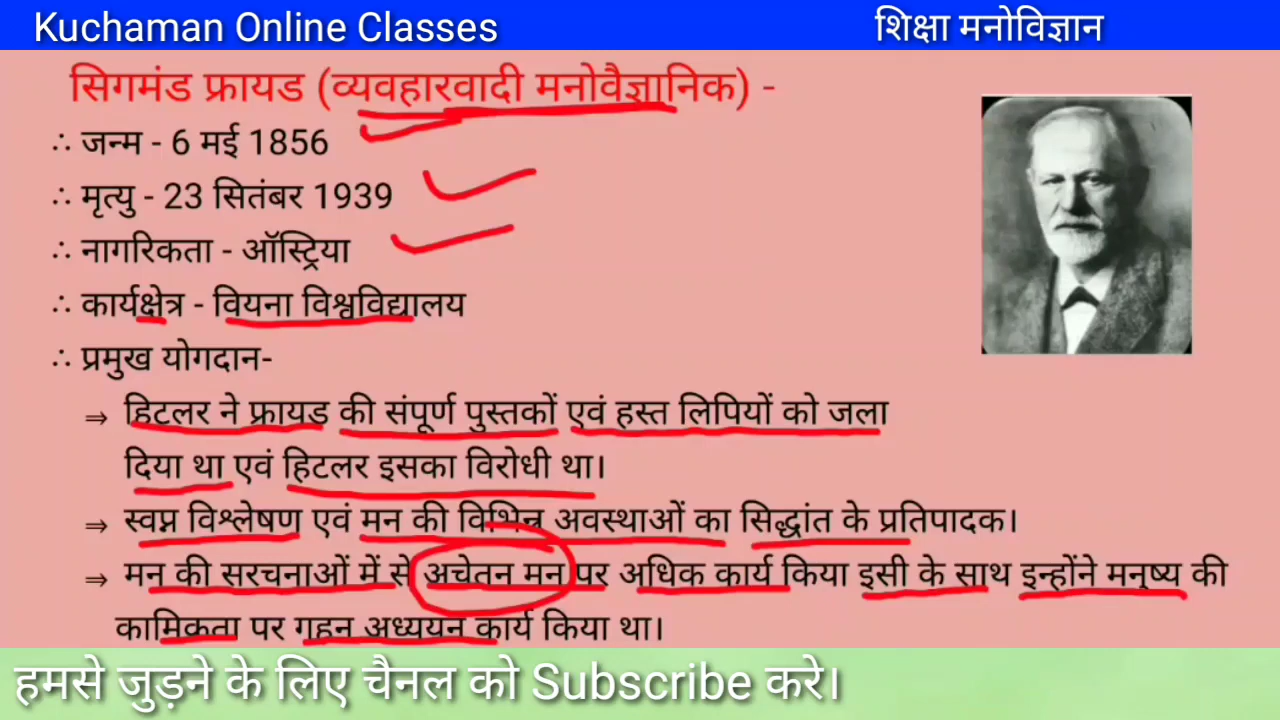 Kuchaman Online Classes
शिक्षा मनोविज्ञान
सिगमंड फ्रायड (व्यवहारवादी मनोवैज्ञानिक) -
∴ जन्म - 6 मई 1856
∴ मृत्यु - 23 सितंबर 1939
∴ नागरिकता - ऑस्ट्रिया
∴ कार्यक्षेत्र - वियना विश्वविद्यालय
∴ प्रमुख योगदान-
⇒ हिटलर ने फ्रायड की संपूर्ण पुस्तकों एवं हस्त लिपियों को जला
दिया था एवं हिटलर इसका विरोधी था।
⇒ स्वप्न विश्लेषण एवं मन की विभिन्न अवस्थाओं का सिद्धांत के प्रतिपादक।
⇒ मन की सरचनाओं में से अचेतन मन पर अधिक कार्य किया इसी के साथ इन्होंने मनुष्य की
कामिकता पर गहन अध्ययन कार्य किया था।
हमसे जुड़ने के लिए चैनल को Subscribe करे।